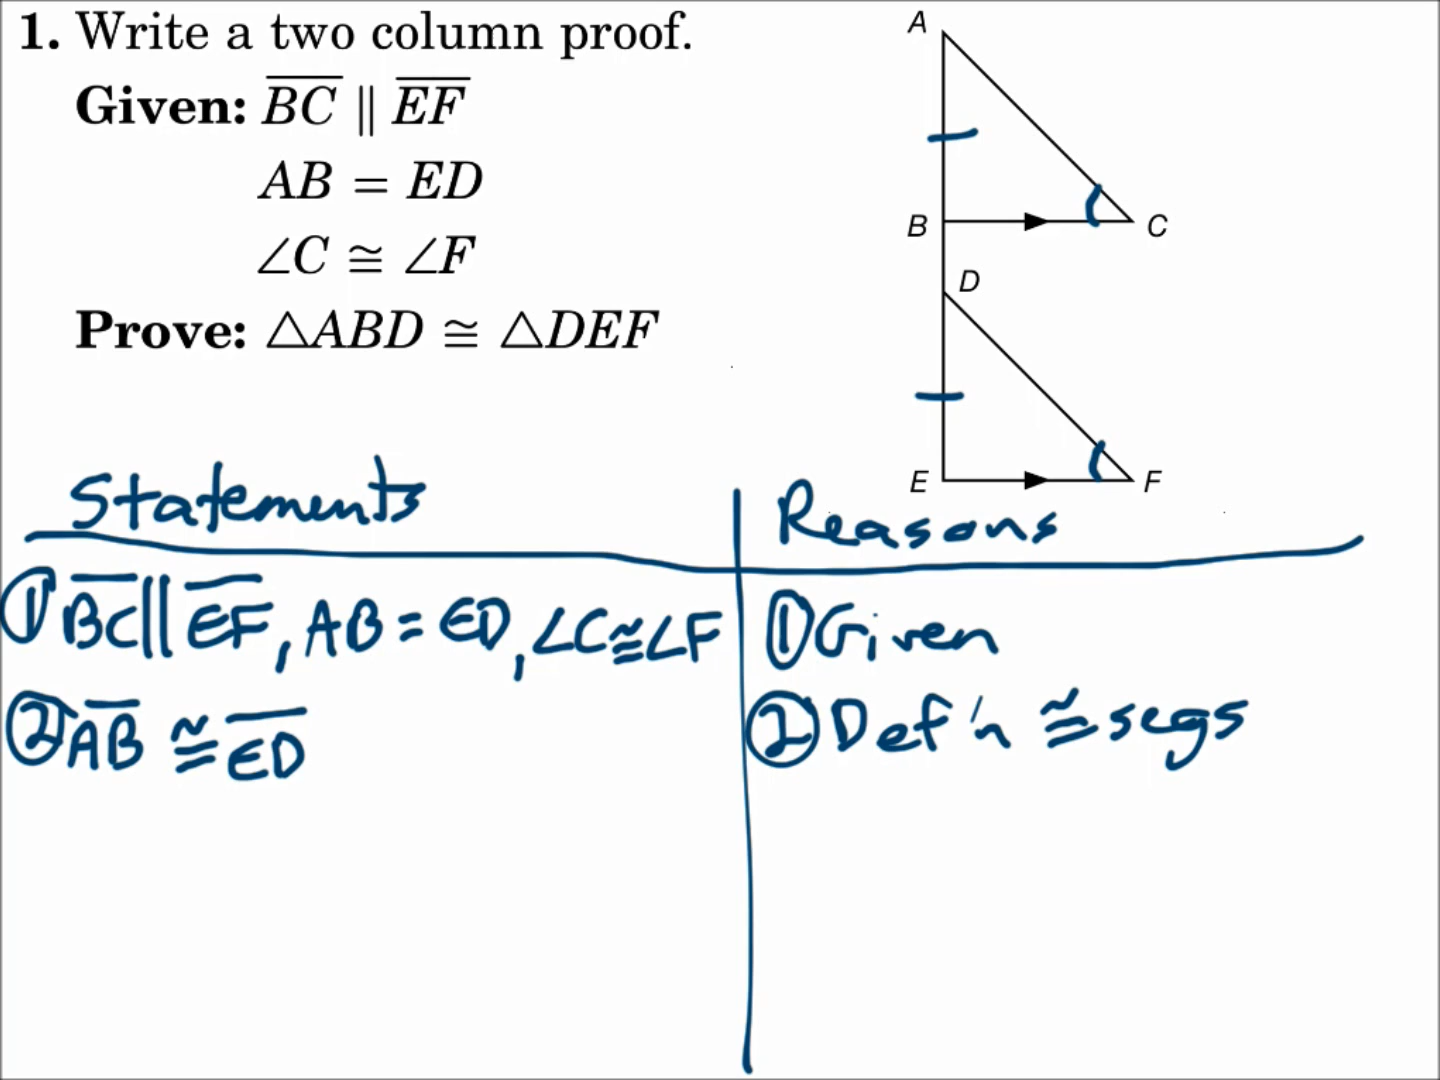 1. Write a two column proof.
Given: BC ∥ EF
AB = ED
∠C ≅ ∠F
Prove: △ABD ≅ △DEF
A
B
C
D
E
F
Statements
Reasons
① BC ∥ EF, AB = ED, ∠C ≅ ∠F
① Given
② AB ≅ ED
② Def'n ≅ segs